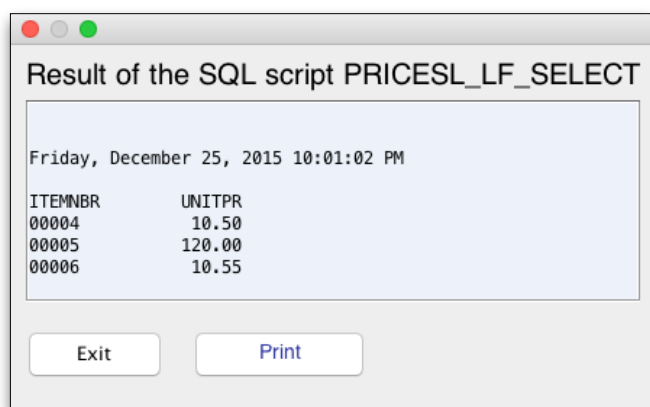 Result of the SQL script PRICESL_LF_SELECT
Friday, December 25, 2015 10:01:02 PM
ITEMNBR UNITPR
00004 10.50
00005 120.00
00006 10.55
Exit Print